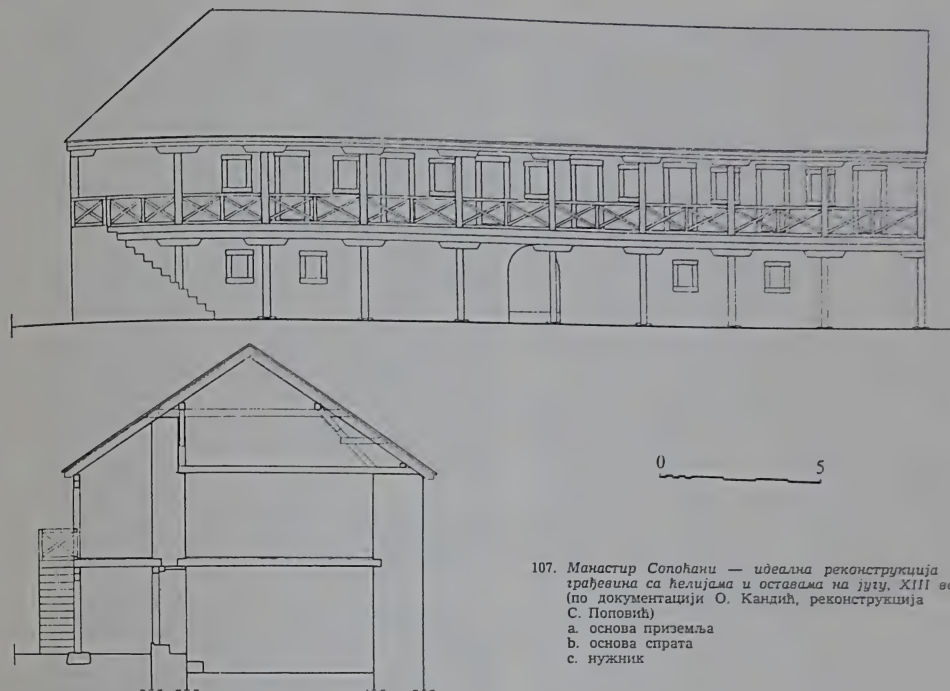 0 5
107. Манастир Сопоћани — идеална реконструкција
грађевина са ћелијама и оставама на југу, XIII
(по документацији О. Кандић, реконструкција
С. Поповић)
a. основа приземља
b. основа спрата
c. нужник